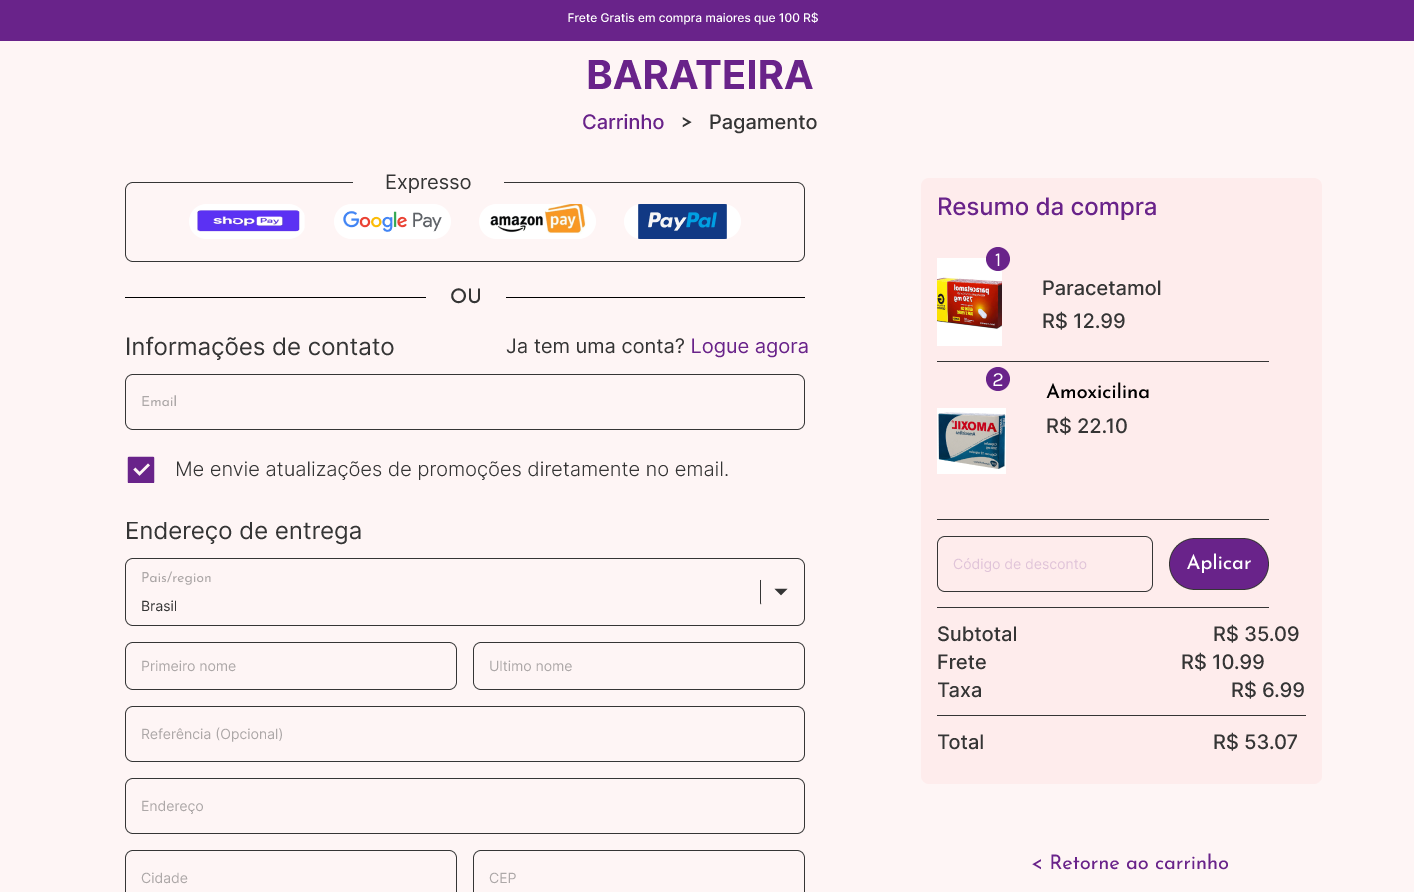 Frete Gratis em compra maiores que 100 R$
BARATEIRA
Carrinho > Pagamento
Expresso
shop Pay
Google Pay
amazon pay
PayPal
OU
Informações de contato
Ja tem uma conta? Logue agora
Email
Me envie atualizações de promoções diretamente no email.
Endereço de entrega
Pais/region
Brasil
Primeiro nome
Ultimo nome
Referência (Opcional)
Endereço
Cidade
CEP
Resumo da compra
1
paracetamol
750 mg
Paracetamol
R$ 12.99
2
AMOXIL
Amoxicilina
R$ 22.10
Código de desconto
Aplicar
Subtotal R$ 35.09
Frete R$ 10.99
Taxa R$ 6.99
Total R$ 53.07
< Retorne ao carrinho